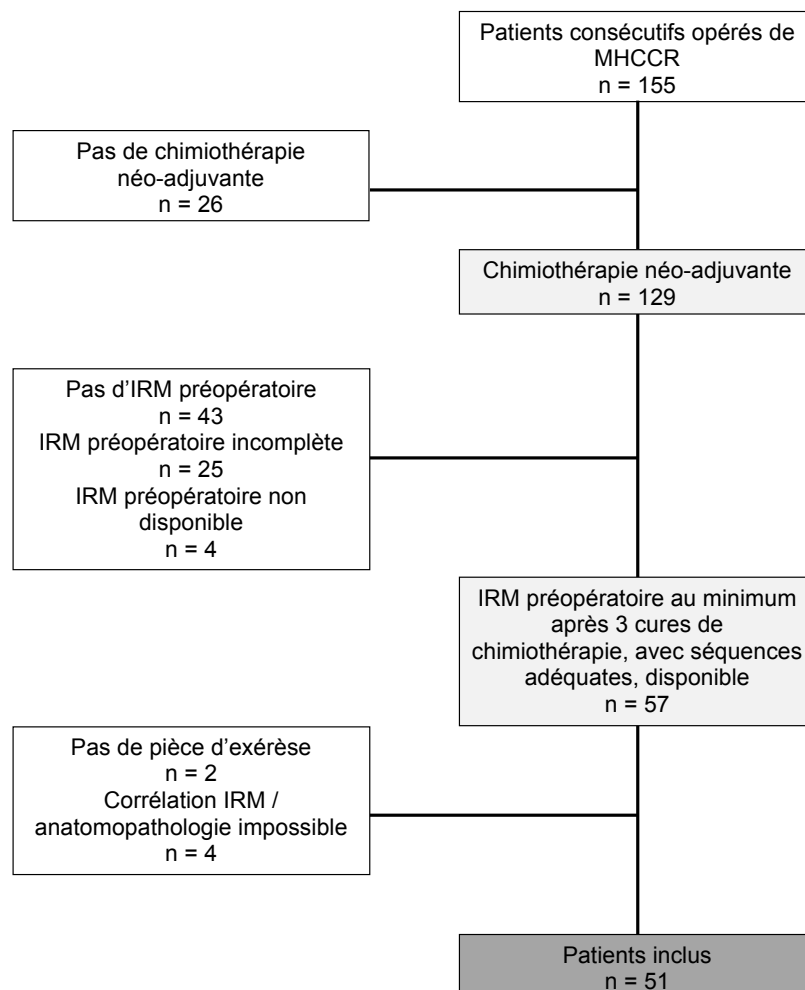 Patients consécutifs opérés de
MHCCR
n = 155
Pas de chimiothérapie
néo-adjuvante
n = 26
Chimiothérapie néo-adjuvante
n = 129
Pas d’IRM préopératoire
n = 43
IRM préopératoire incomplète
n = 25
IRM préopératoire non
disponible
n = 4
IRM préopératoire au minimum
après 3 cures de
chimiothérapie, avec séquences
adéquates, disponible
n = 57
Pas de pièce d’exérèse
n = 2
Corrélation IRM /
anatomopathologie impossible
n = 4
Patients inclus
n = 51